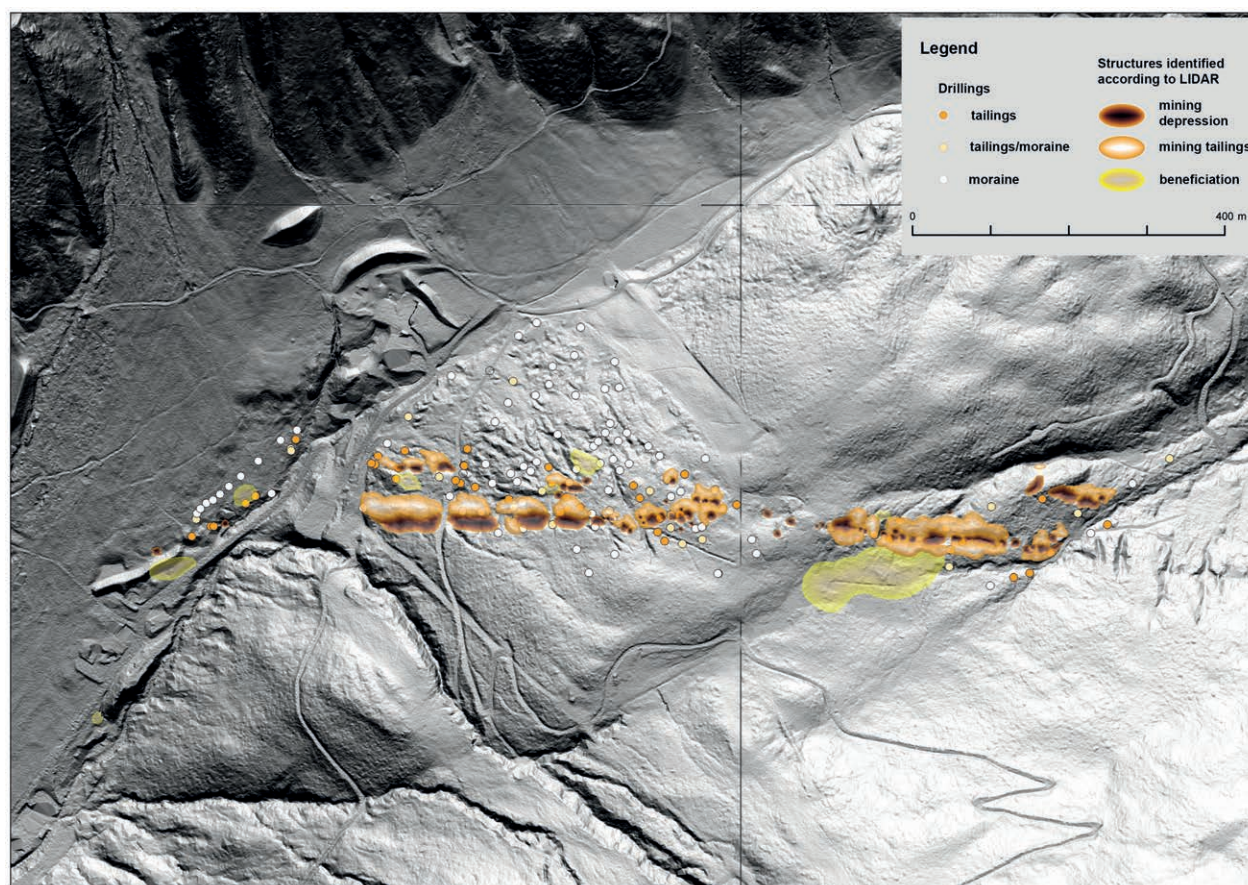 Legend
Drillings
tailings
tailings/moraine
moraine
Structures identified
according to LIDAR
mining
depression
mining tailings
beneficiation
0
400 m